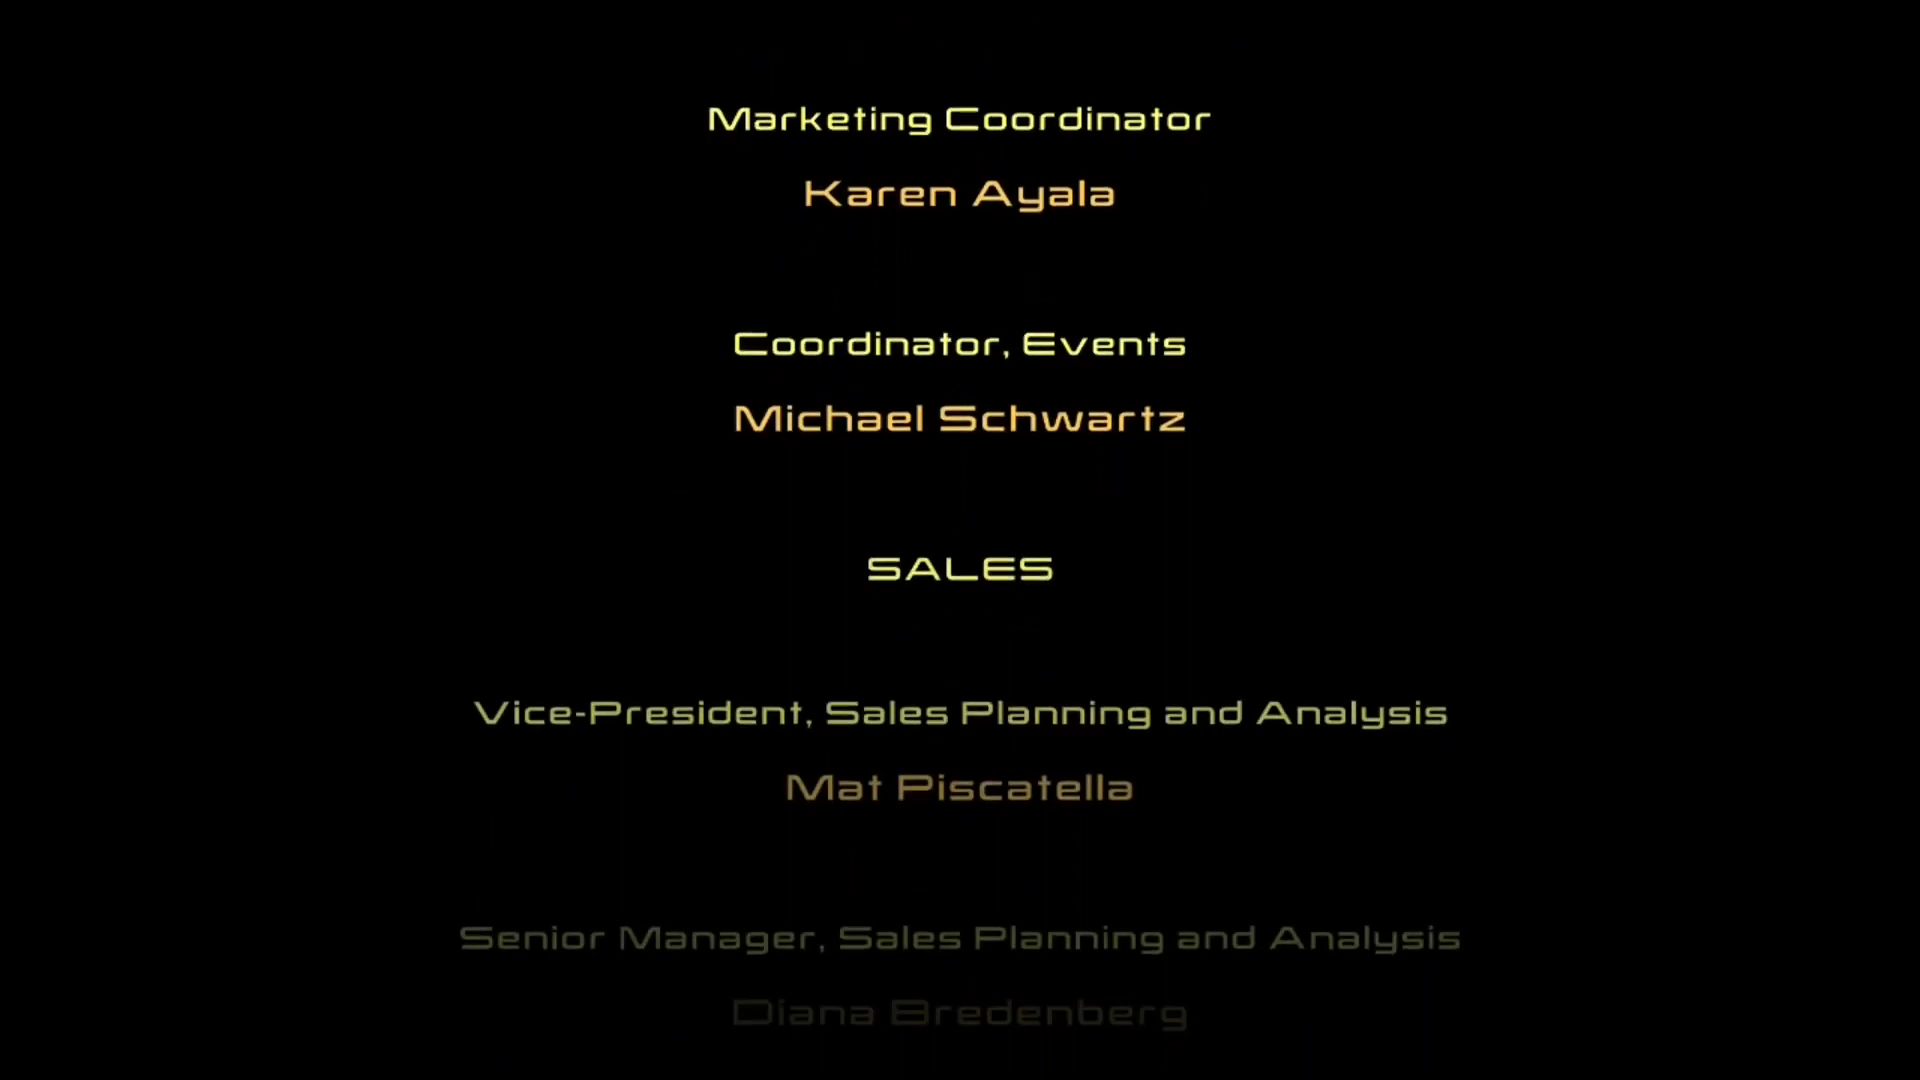 Marketing Coordinator
Karen Ayala
Coordinator, Events
Michael Schwartz
SALES
Vice-President, Sales Planning and Analysis
Mat Piscatella
Senior Manager, Sales Planning and Analysis
Diana Bredenberg